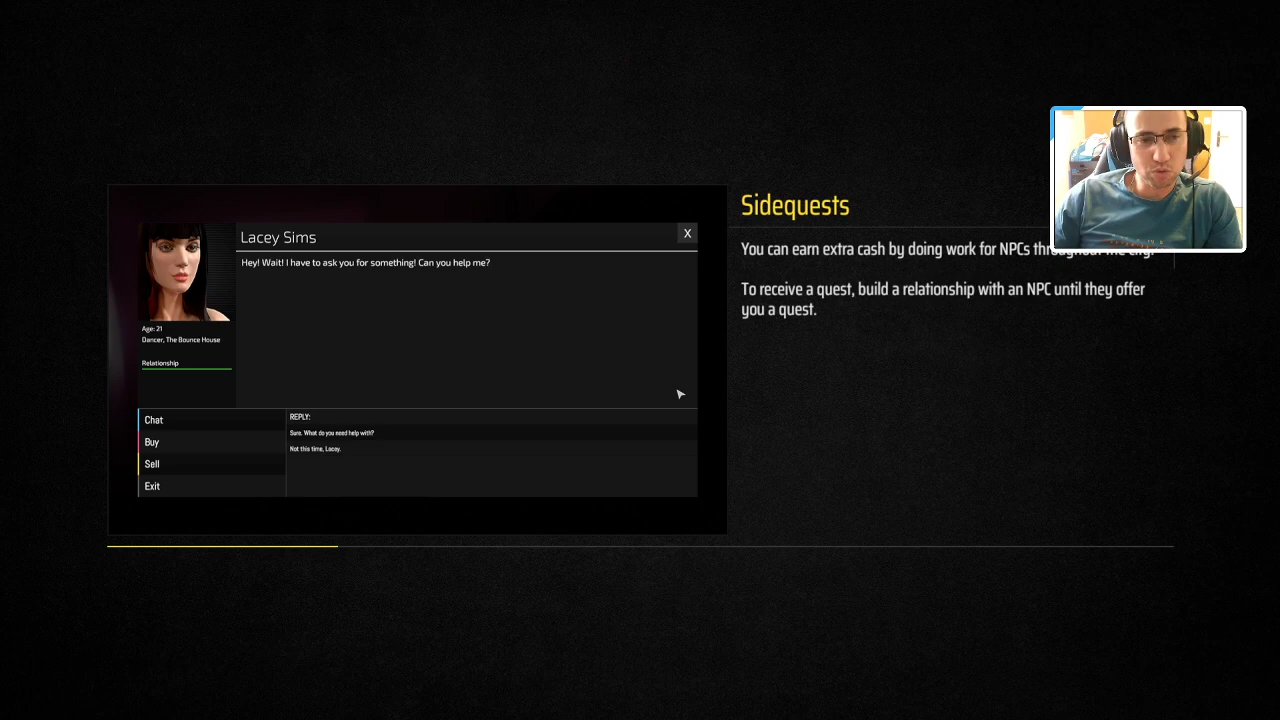 Lacey Sims
X
Hey! Wait! I have to ask you for something! Can you help me?
Age: 21
Dancer, The Bounce House
Relationship
Chat
Buy
Sell
Exit
REPLY:
Sure. What do you need help with?
Not this time, Lacey.
Sidequests
You can earn extra cash by doing work for NPCs
To receive a quest, build a relationship with an NPC until they offer
you a quest.